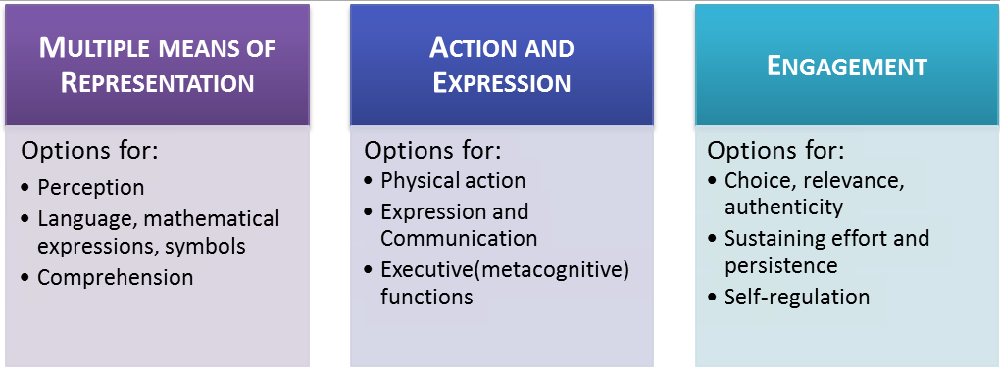 MULTIPLE MEANS OF
REPRESENTATION
Options for:
• Perception
• Language, mathematical
expressions, symbols
• Comprehension
ACTION AND
EXPRESSION
Options for:
• Physical action
• Expression and
Communication
• Executive(metacognitive)
functions
ENGAGEMENT
Options for:
• Choice, relevance,
authenticity
• Sustaining effort and
persistence
• Self-regulation